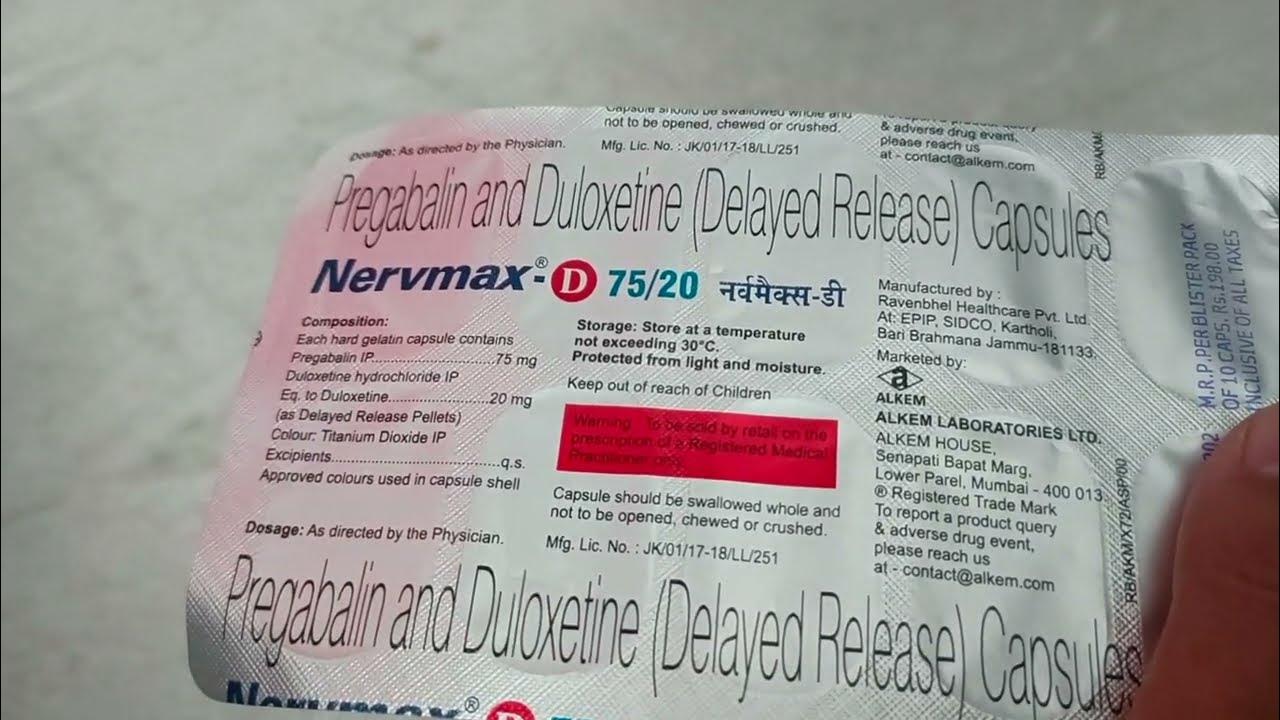 Capsule should be swallowed whole and
not to be opened, chewed or crushed.
Dosage: As directed by the Physician.
Mfg. Lic. No. : JK/01/17-18/LL/251
& adverse drug event,
please reach us
at - contact@alkem.com
RB/AKM
Pregabalin and Duloxetine (Delayed Release) Capsules
Nervmax-® D 75/20 नर्वमैक्स-डी
Composition:
Each hard gelatin capsule contains
Pregabalin IP..........................75 mg
Duloxetine hydrochloride IP
Eq. to Duloxetine......................20 mg
(as Delayed Release Pellets)
Colour: Titanium Dioxide IP
Excipients...................................q.s.
Approved colours used in capsule shell
Dosage: As directed by the Physician.
Storage: Store at a temperature
not exceeding 30°C.
Protected from light and moisture.
Keep out of reach of Children
Warning : To be sold by retail on the
prescription of a Registered Medical
Practitioner only.
Capsule should be swallowed whole and
not to be opened, chewed or crushed.
Mfg. Lic. No. : JK/01/17-18/LL/251
Manufactured by :
Ravenbhel Healthcare Pvt. Ltd.
At: EPIP, SIDCO, Kartholi,
Bari Brahmana Jammu-181133.
Marketed by:
a
ALKEM
ALKEM LABORATORIES LTD.
ALKEM HOUSE,
Senapati Bapat Marg,
Lower Parel, Mumbai - 400 013.
® Registered Trade Mark
To report a product query
& adverse drug event,
please reach us
at - contact@alkem.com
RB/AKM/X72/ASP/00
M.R.P.PER BLISTER PACK
OF 10 CAPS. Rs.198.00
INCLUSIVE OF ALL TAXES
Pregabalin and Duloxetine (Delayed Release) Capsules
Nervmax ® D